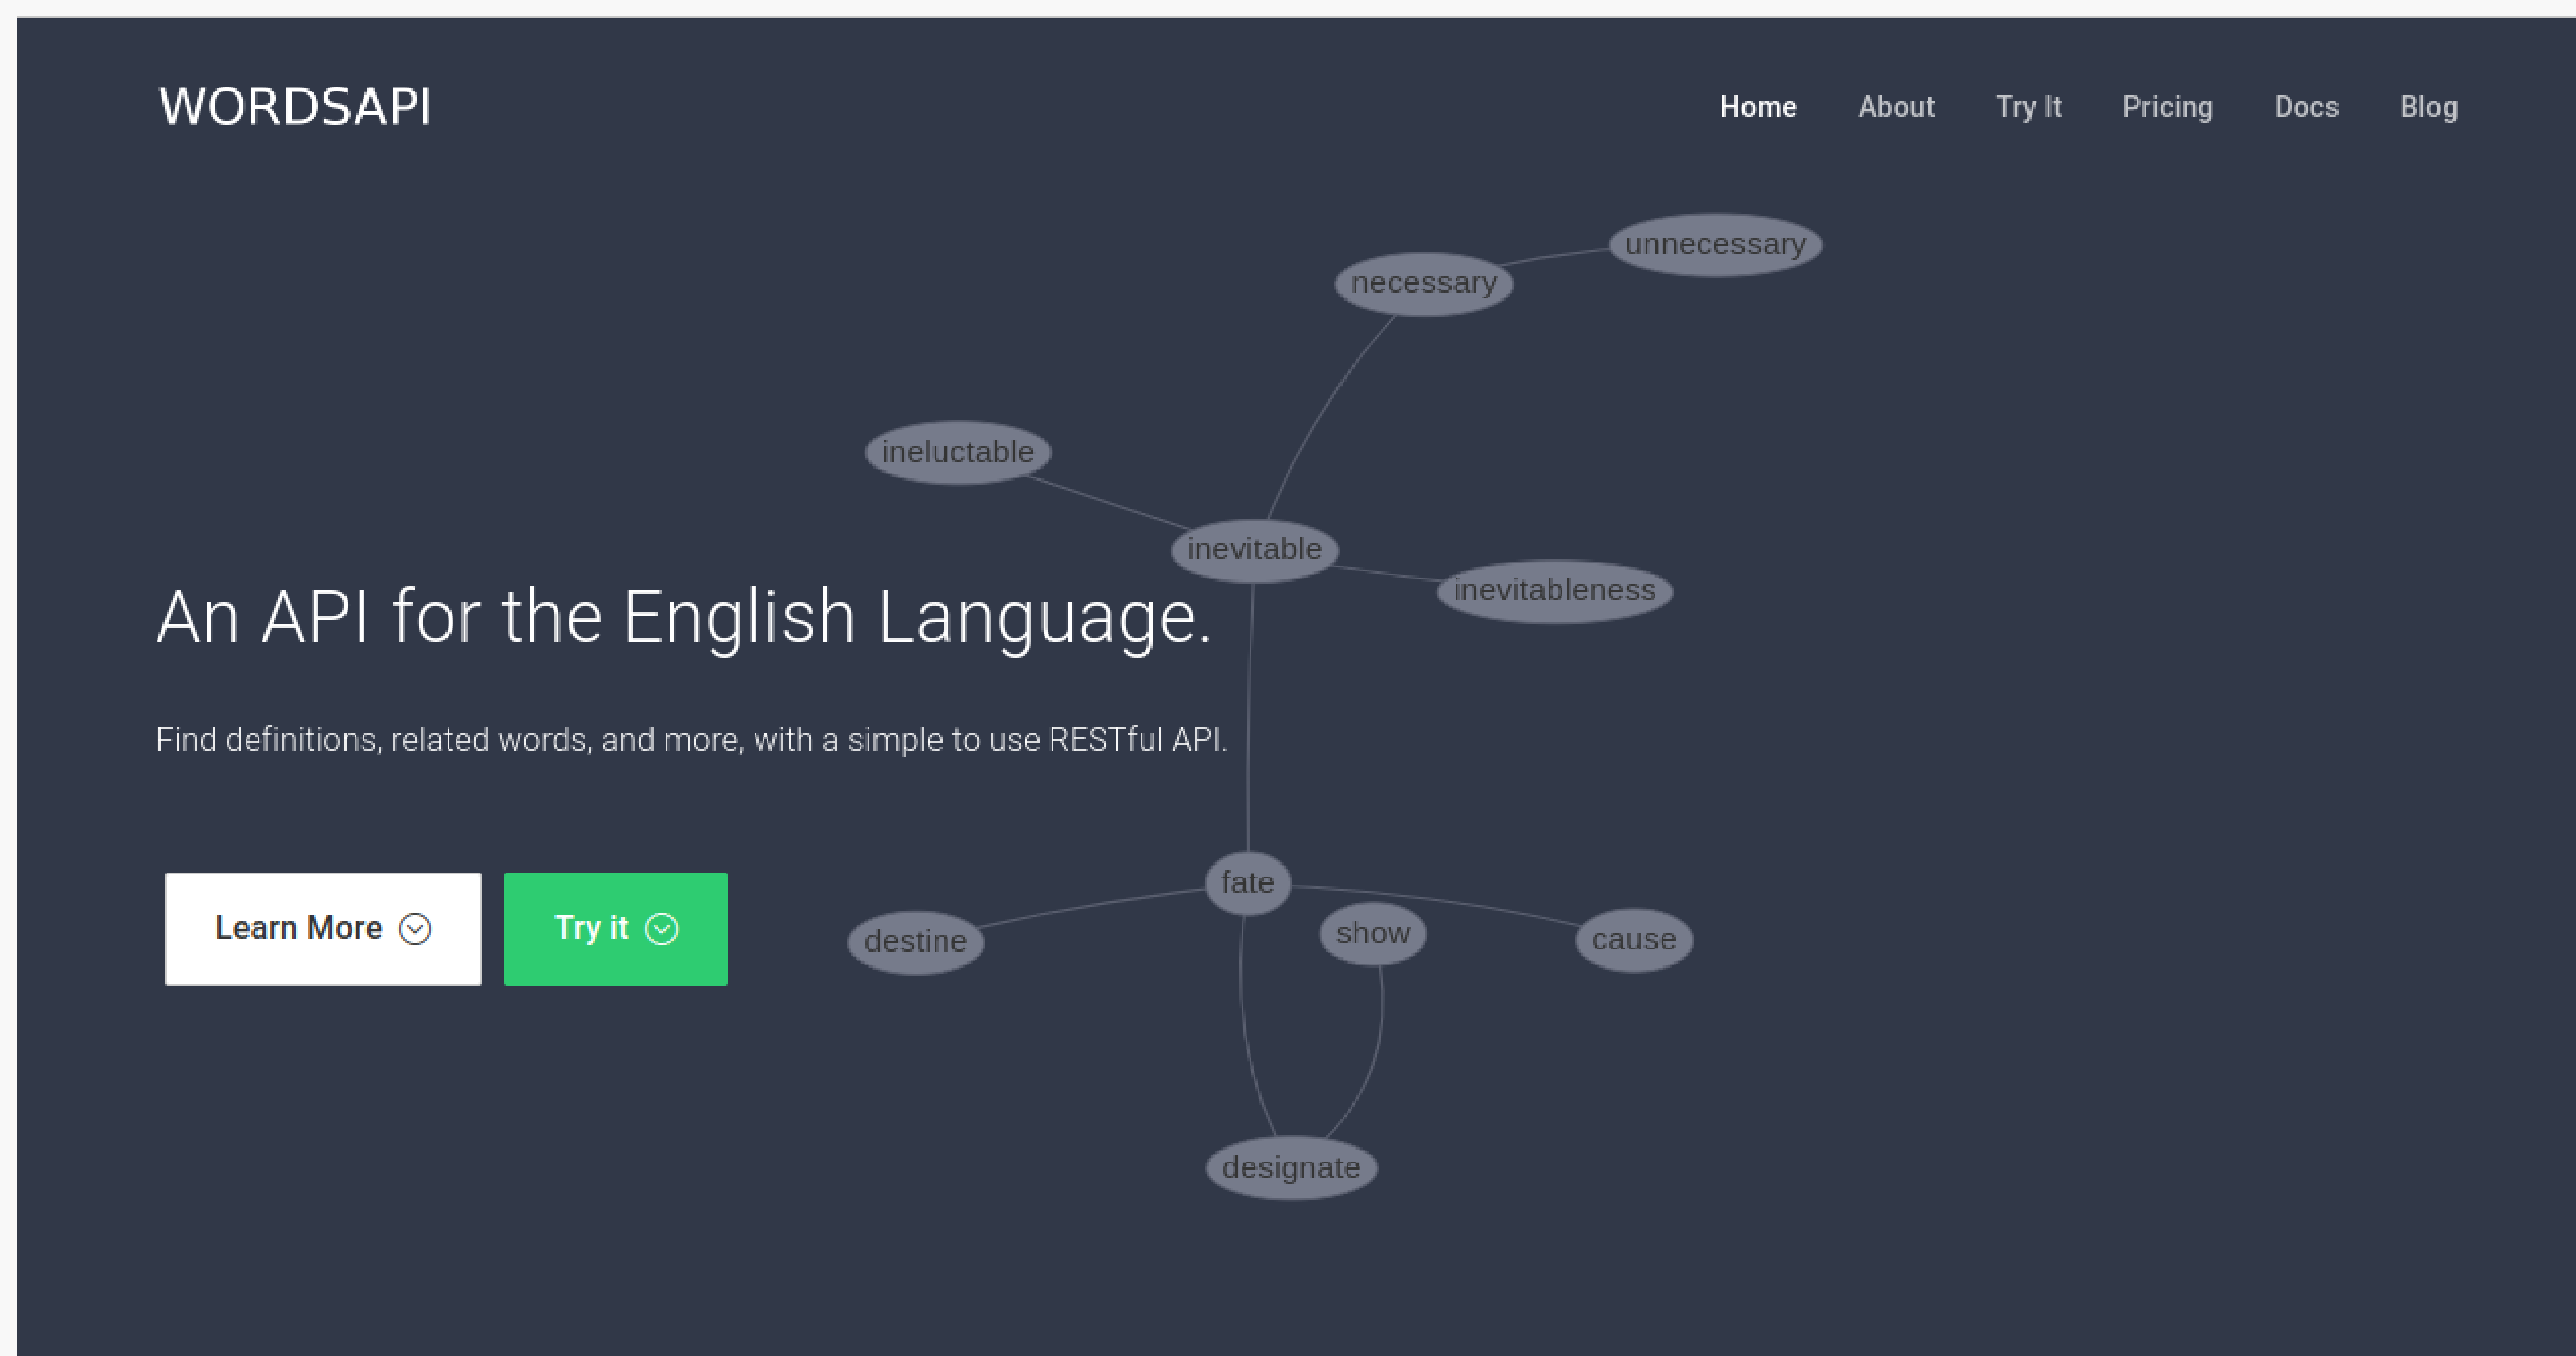 WORDSAPI
Home About Try It Pricing Docs Blog
unnecessary
necessary
ineluctable
inevitable
inevitableness
An API for the English Language.
Find definitions, related words, and more, with a simple to use RESTful API.
fate
show
cause
destine
Learn More Try it
designate